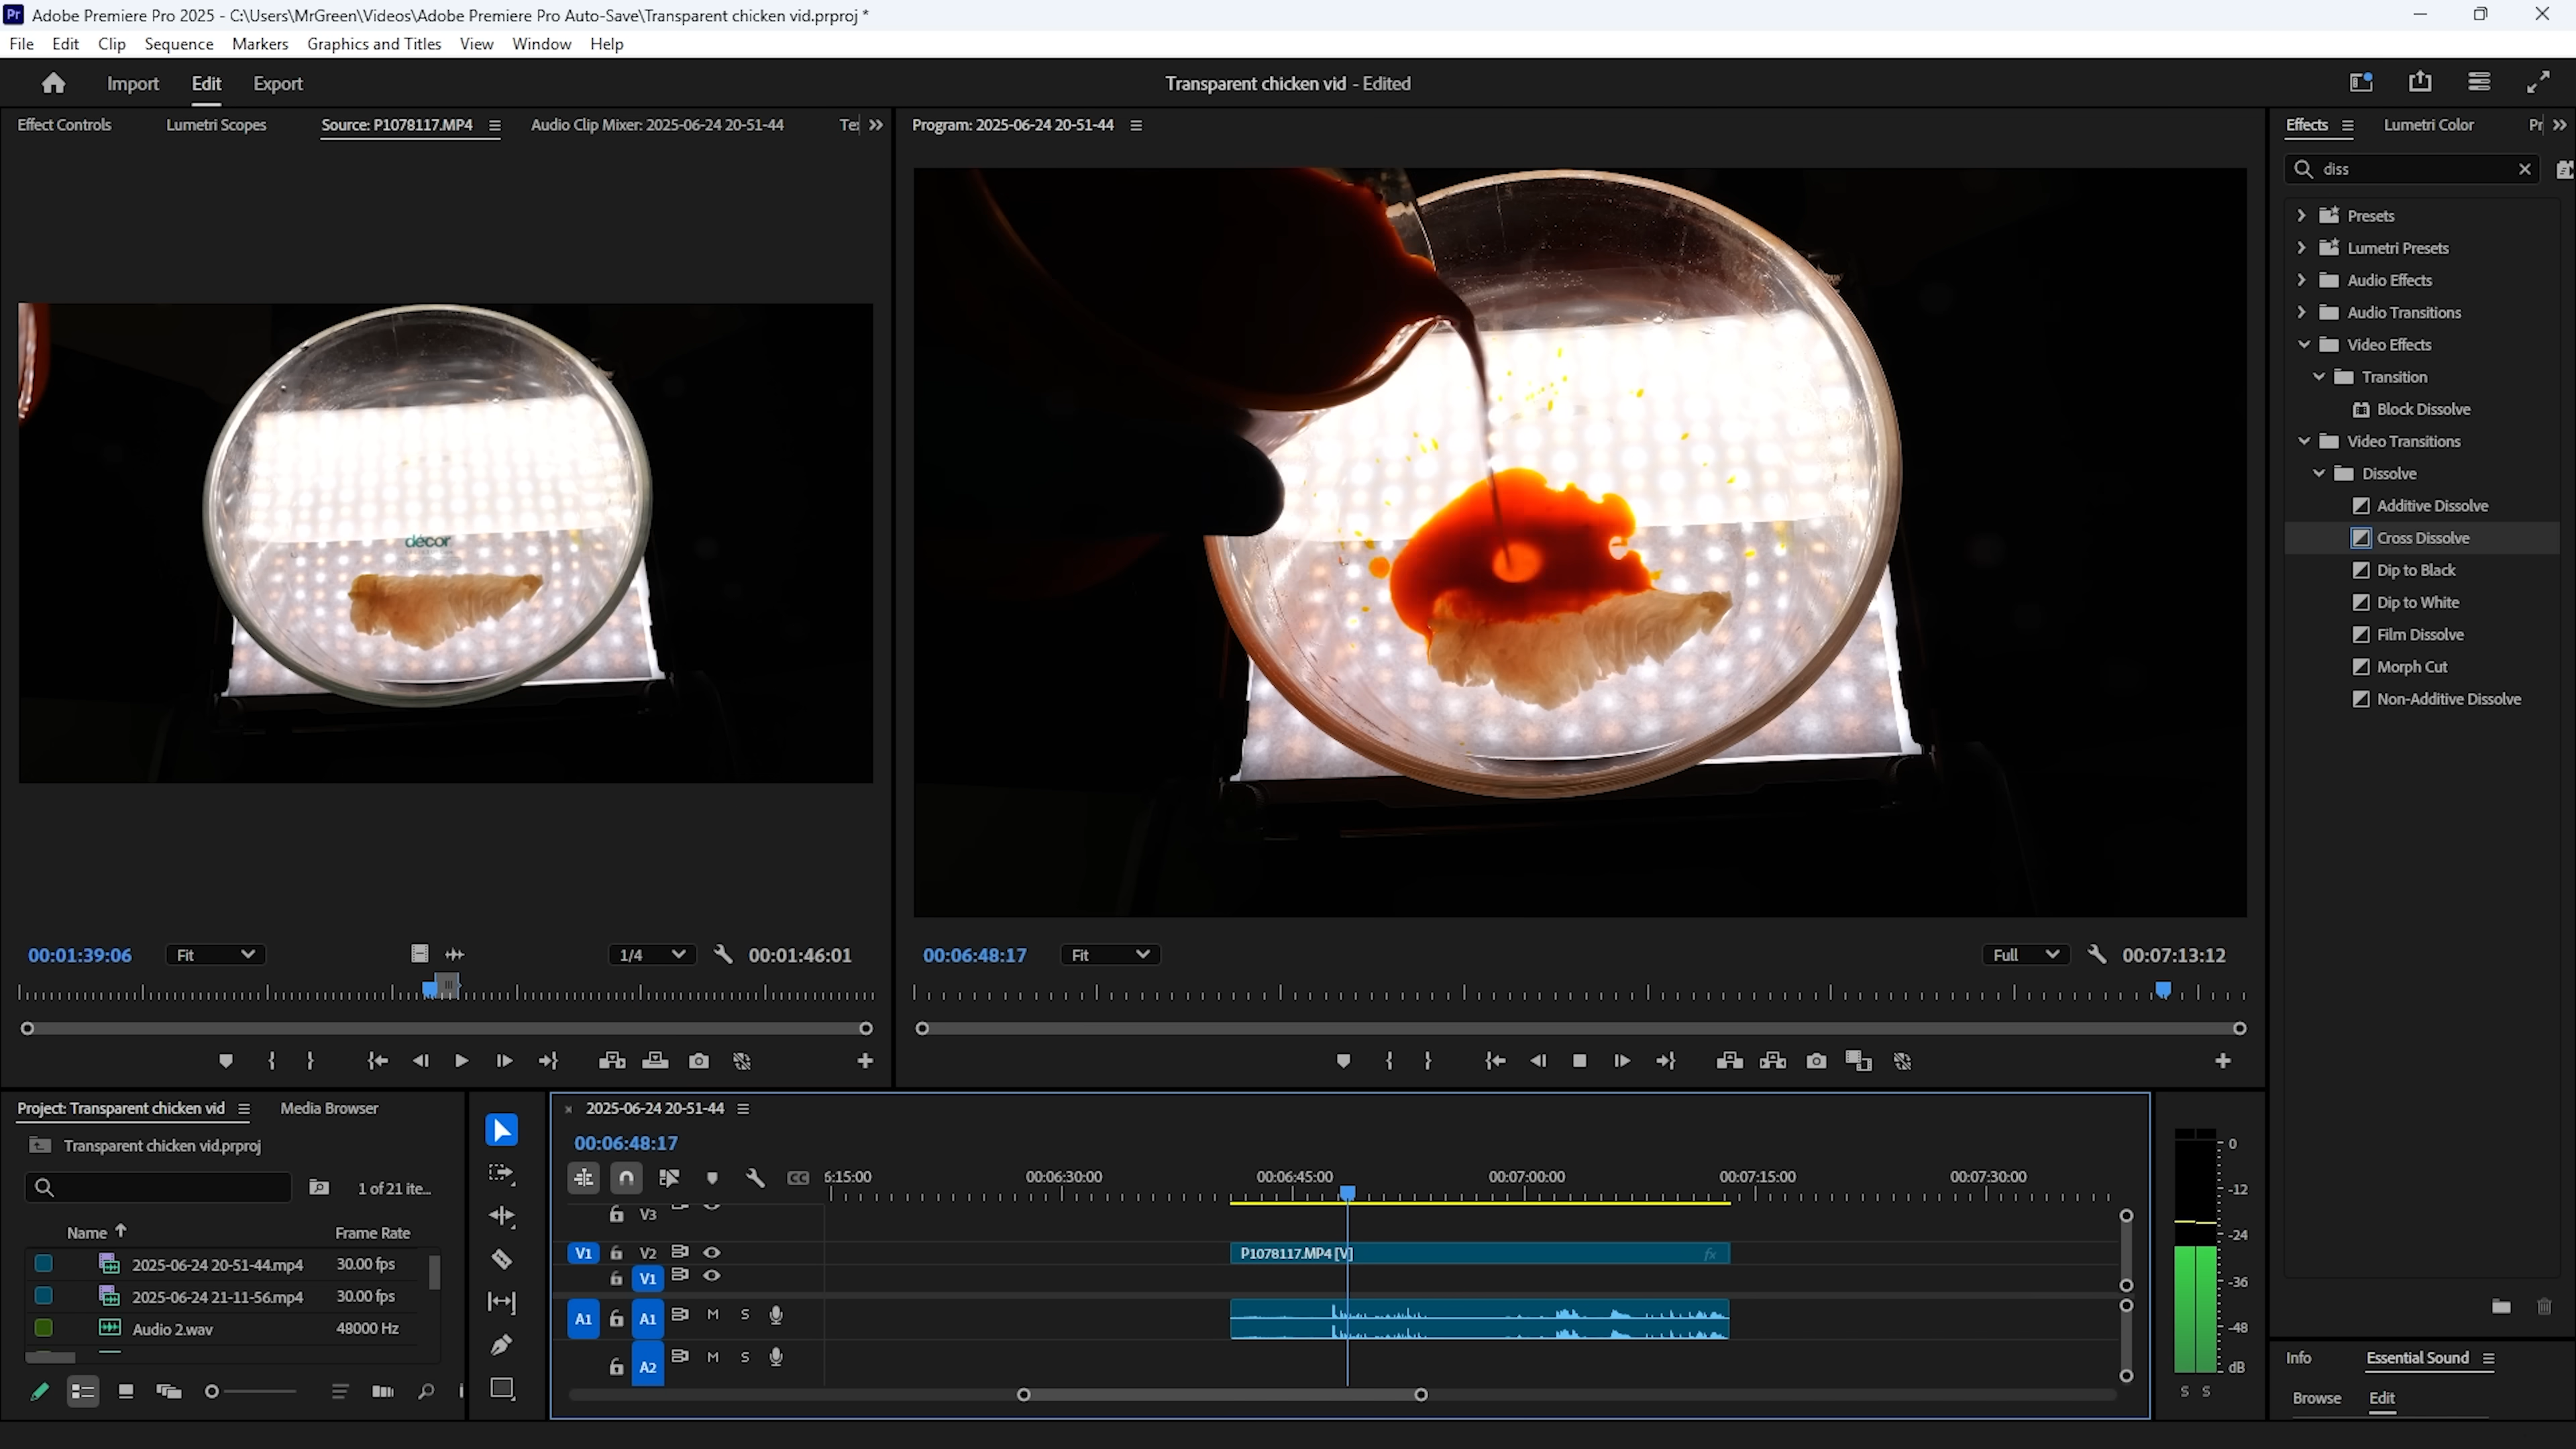 Pr Adobe Premiere Pro 2025 - C:\Users\MrGreen\Videos\Adobe Premiere Pro Auto-Save\Transparent chicken vid.prproj *
File Edit Clip Sequence Markers Graphics and Titles View Window Help
Import Edit Export
Transparent chicken vid - Edited
Effect Controls Lumetri Scopes Source: P1078117.MP4 Audio Clip Mixer: 2025-06-24 20-51-44
Program: 2025-06-24 20-51-44
Effects Lumetri Color
diss
Presets
Lumetri Presets
Audio Effects
Audio Transitions
Video Effects
Transition
Block Dissolve
Video Transitions
Dissolve
Additive Dissolve
Cross Dissolve
Dip to Black
Dip to White
Film Dissolve
Morph Cut
Non-Additive Dissolve
décor
00:01:39:06 Fit 1/4 00:01:46:01
00:06:48:17 Fit Full 00:07:13:12
Project: Transparent chicken vid Media Browser
Transparent chicken vid.prproj
1 of 21 ite...
Name Frame Rate
2025-06-24 20-51-44.mp4 30.00 fps
2025-06-24 21-11-56.mp4 30.00 fps
Audio 2.wav 48000 Hz
2025-06-24 20-51-44
00:06:48:17
CC
6:15:00 00:06:30:00 00:06:45:00 00:07:00:00 00:07:15:00 00:07:30:00
V3
V1 V2 P1078117.MP4 [V] fx
V1
A1 A1 M S
A2 M S
0
-12
-24
-36
-48
dB
S S
Info Essential Sound
Browse Edit